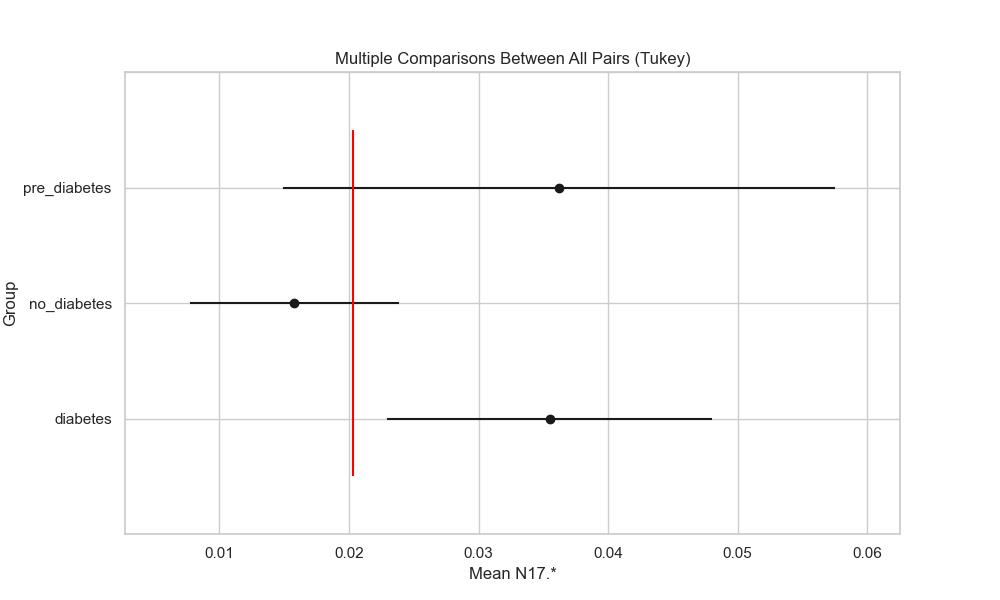 Multiple Comparisons Between All Pairs (Tukey)
Group
pre_diabetes
no_diabetes
diabetes
0.01 0.02 0.03 0.04 0.05 0.06
Mean N17.*